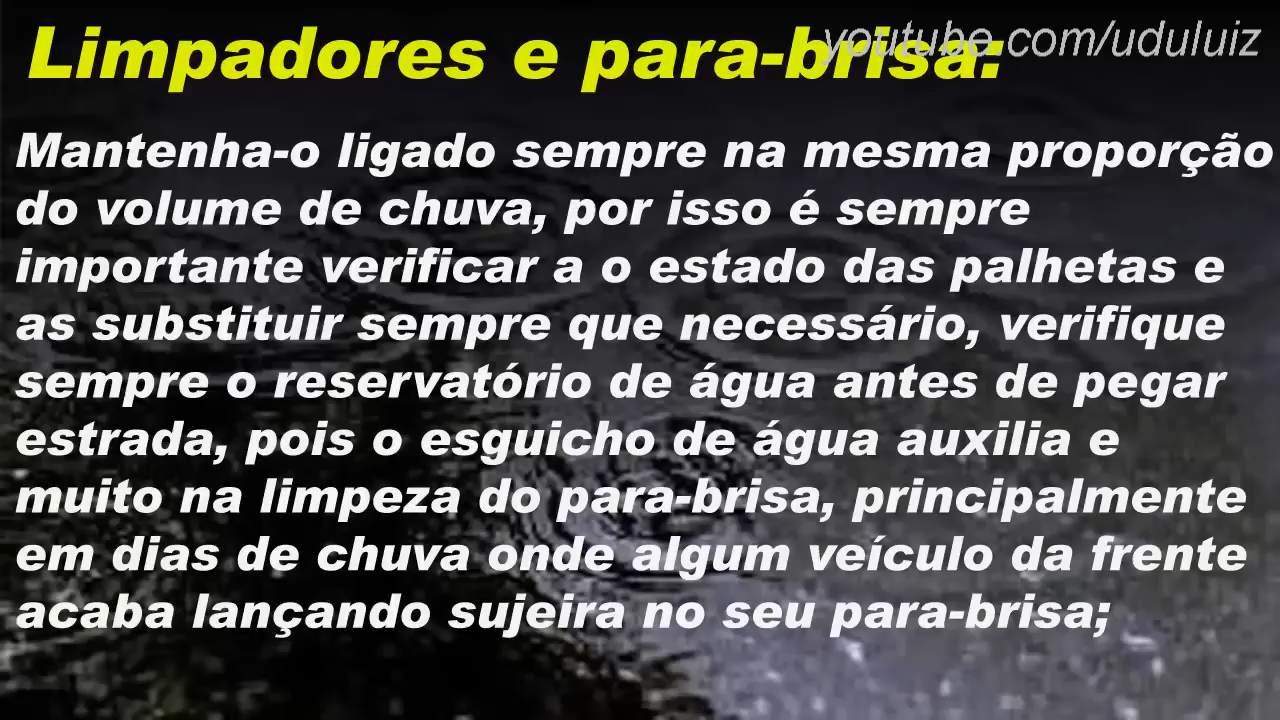 Limpadores e para-brisa:
youtube.com/uduluiz
Mantenha-o ligado sempre na mesma proporção
do volume de chuva, por isso é sempre
importante verificar a o estado das palhetas e
as substituir sempre que necessário, verifique
sempre o reservatório de água antes de pegar
estrada, pois o esguicho de água auxilia e
muito na limpeza do para-brisa, principalmente
em dias de chuva onde algum veículo da frente
acaba lançando sujeira no seu para-brisa;